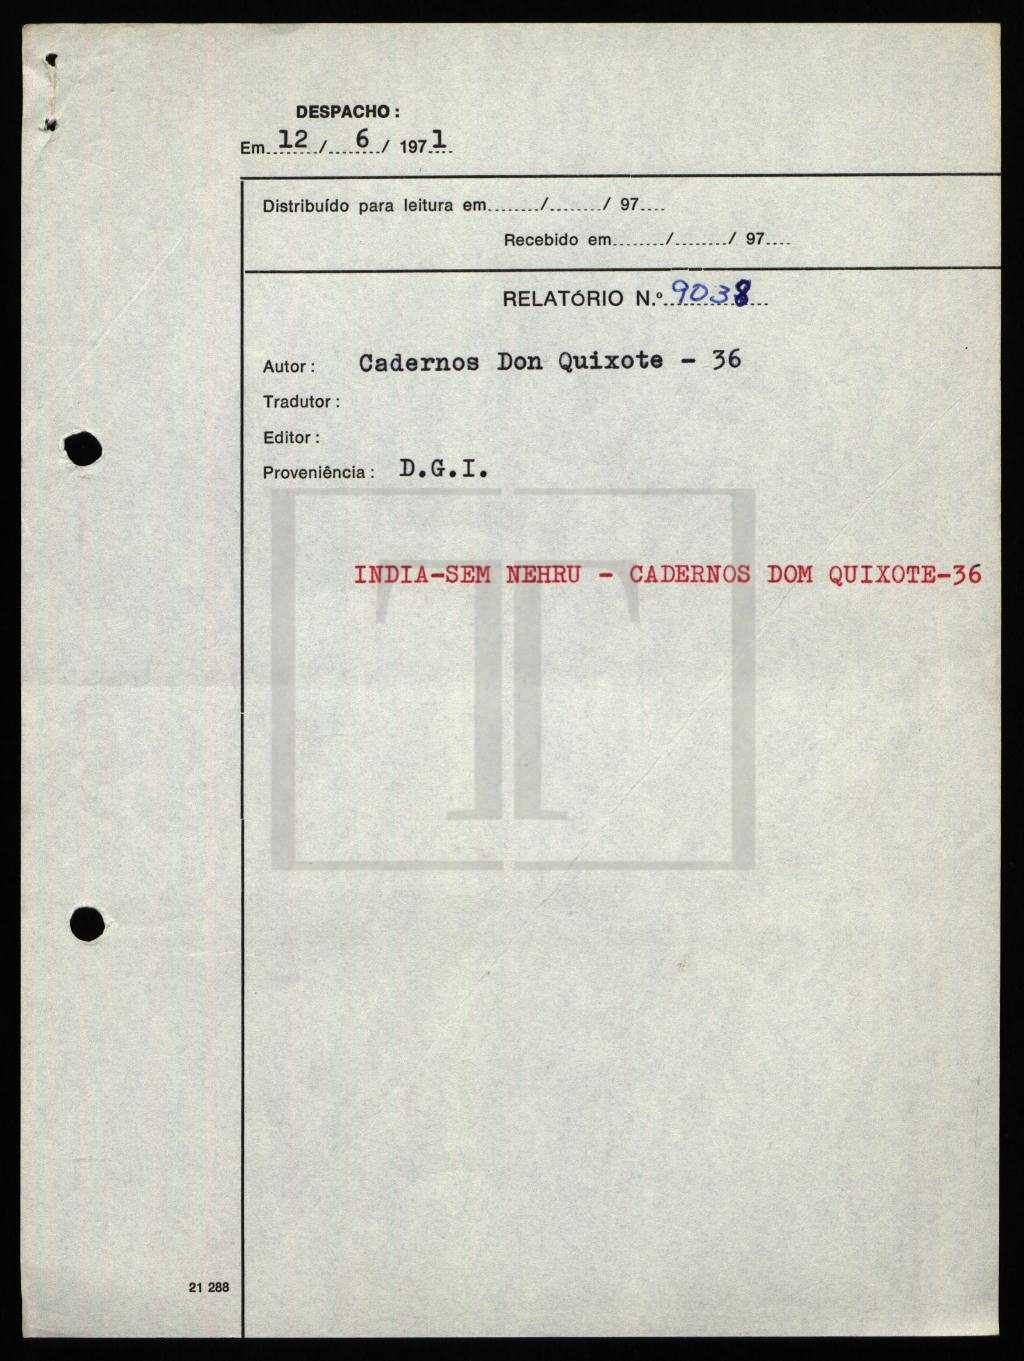 DESPACHO:
Em 12 / 6 / 1971
Distribuído para leitura em ........ / ........ / 97....
Recebido em ........ / ........ / 97....
RELATÓRIO N.º 9038
Autor: Cadernos Don Quixote - 36
Tradutor:
Editor:
Proveniência: D.G.I.
TT
INDIA-SEM NEHRU - CADERNOS DOM QUIXOTE-36
21 288